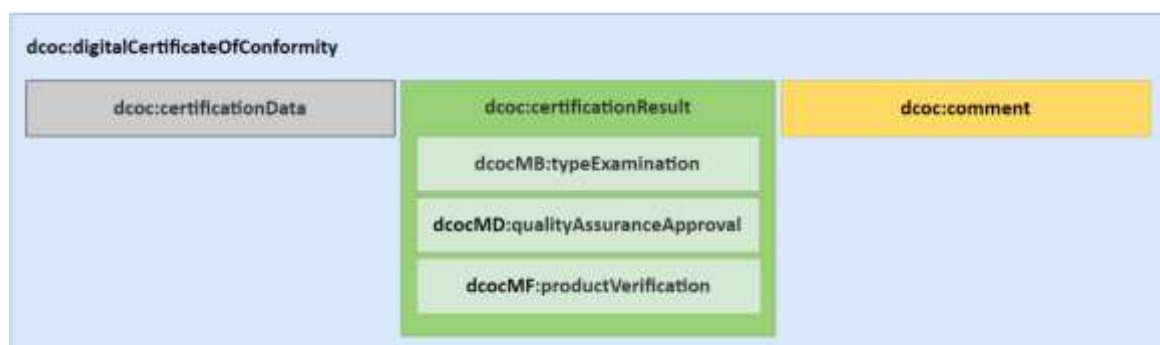 dcoc:digitalCertificateOfConformity
dcoc:certificationData
dcoc:certificationResult
dcoc:comment
dcocMB:typeExamination
dcocMD:qualityAssuranceApproval
dcocMF:productVerification